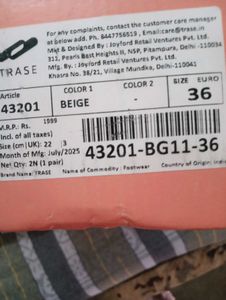 For any complaints, contact the customer care manager
at below add. Ph. 8447756619, Email:care@trase.in
Mkt & Designed By : Joyford Retail Ventures Pvt. Ltd.
311, Pearls Best Heights II, NSP, Pitampura, Delhi -110034
Mfg. By.: Joyford Retail Ventures Pvt. Ltd.
Khasra No. 38/21, Village Mundka, Delhi-110041
TRASE
Article
43201
COLOR 1
BEIGE
COLOR 2
-
SIZE EURO
36
M.R.P: Rs. 1999
(Incl. of all taxes)
Size (cm)(UK): 22 3
Month of Mfg: July/2025
Net Qty: 2N (1 pair)
Brand Name: TRASE
43201-BG11-36
Name of Commodity: Footwear
Country of Origin: Indi